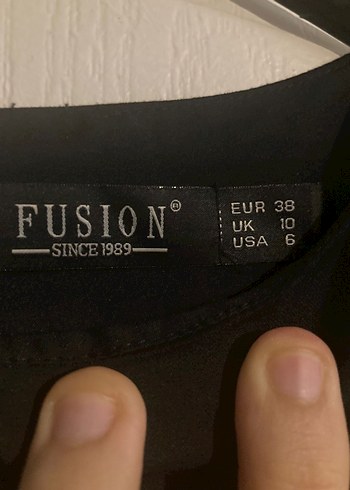 FUSION®
SINCE 1989
EUR 38
UK 10
USA 6